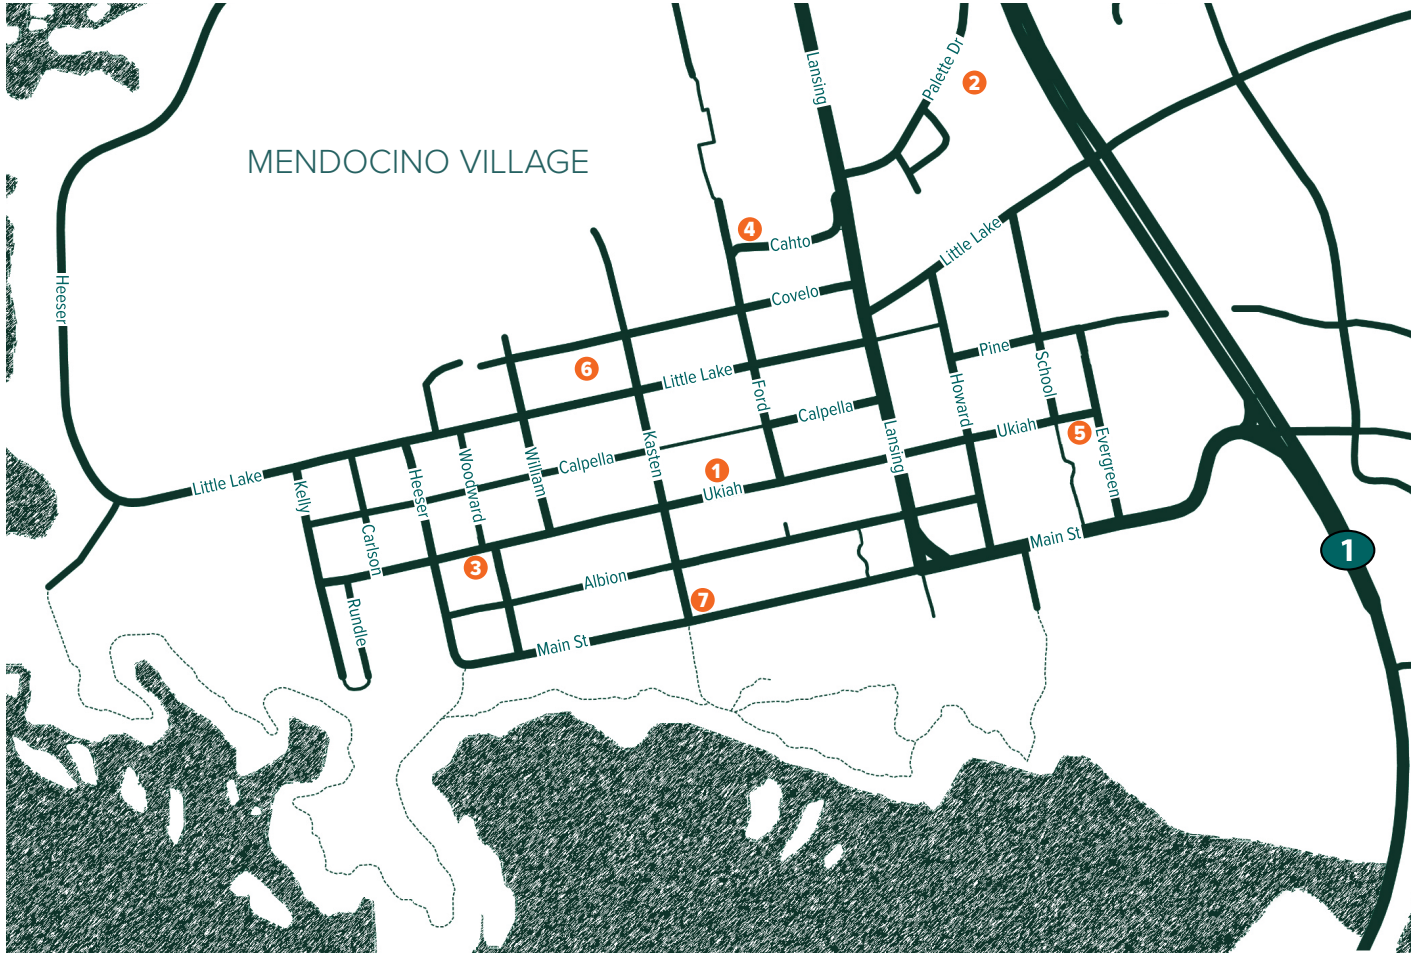 Lansing
Palette Dr
2
MENDOCINO VILLAGE
4
Cahto
Little Lake
Heeser
Covelo
Pine
6
Little Lake
School
Ford
Howard
Calpella
Ukiah
5
Kasten
Lansing
Evergreen
Calpella
1
Woodward
William
Little Lake
Kelly
Heeser
Ukiah
Carlson
Main St
1
3
Albion
7
Rundle
Main St